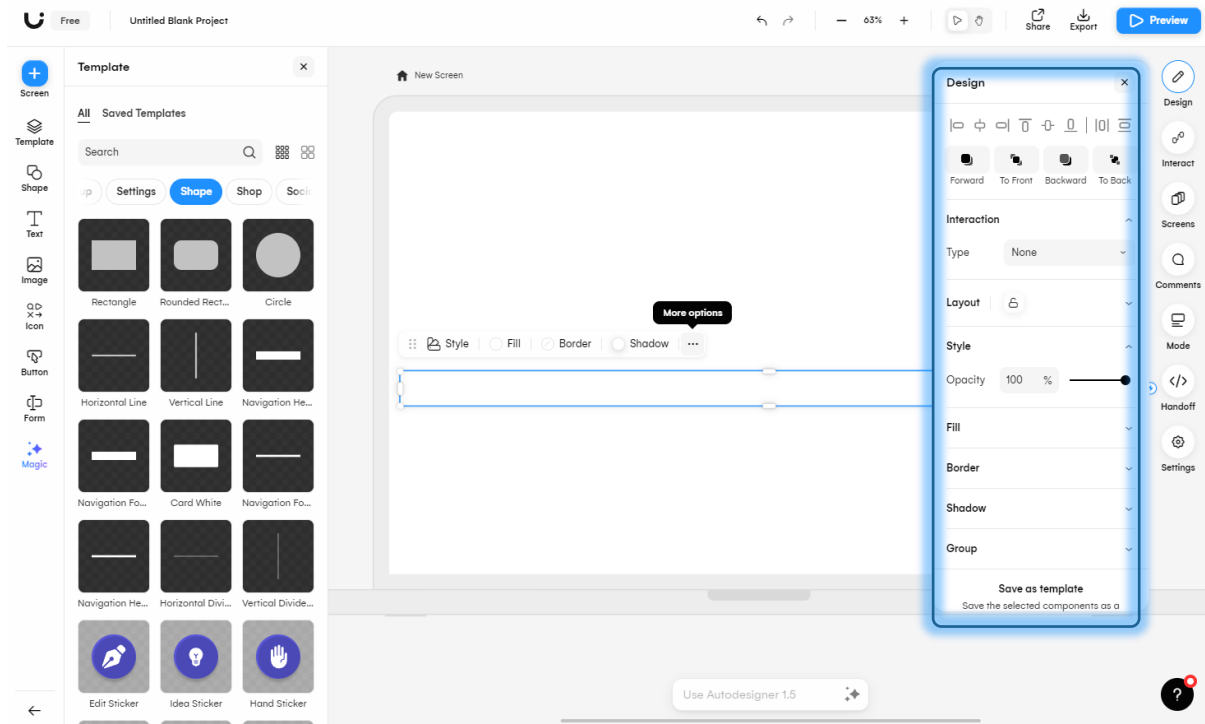 Free
Untitled Blank Project
63%
Share
Export
Preview
Screen
Template
Shape
Text
Image
Icon
Button
Form
Magic
Template
All
Saved Templates
Search
Settings
Shape
Shop
Rectangle
Rounded Rect...
Circle
Horizontal Line
Vertical Line
Navigation He...
Navigation Fo...
Card White
Navigation Fo...
Navigation He...
Horizontal Divi...
Vertical Divide...
Edit Sticker
Idea Sticker
Hand Sticker
New Screen
More options
Style
Fill
Border
Shadow
Use Autodesigner 1.5
Design
Forward
To Front
Backward
To Back
Interaction
Type
None
Layout
Style
Opacity
100 %
Fill
Border
Shadow
Group
Save as template
Save the selected components as a
Design
Interact
Screens
Comments
Mode
Handoff
Settings
?